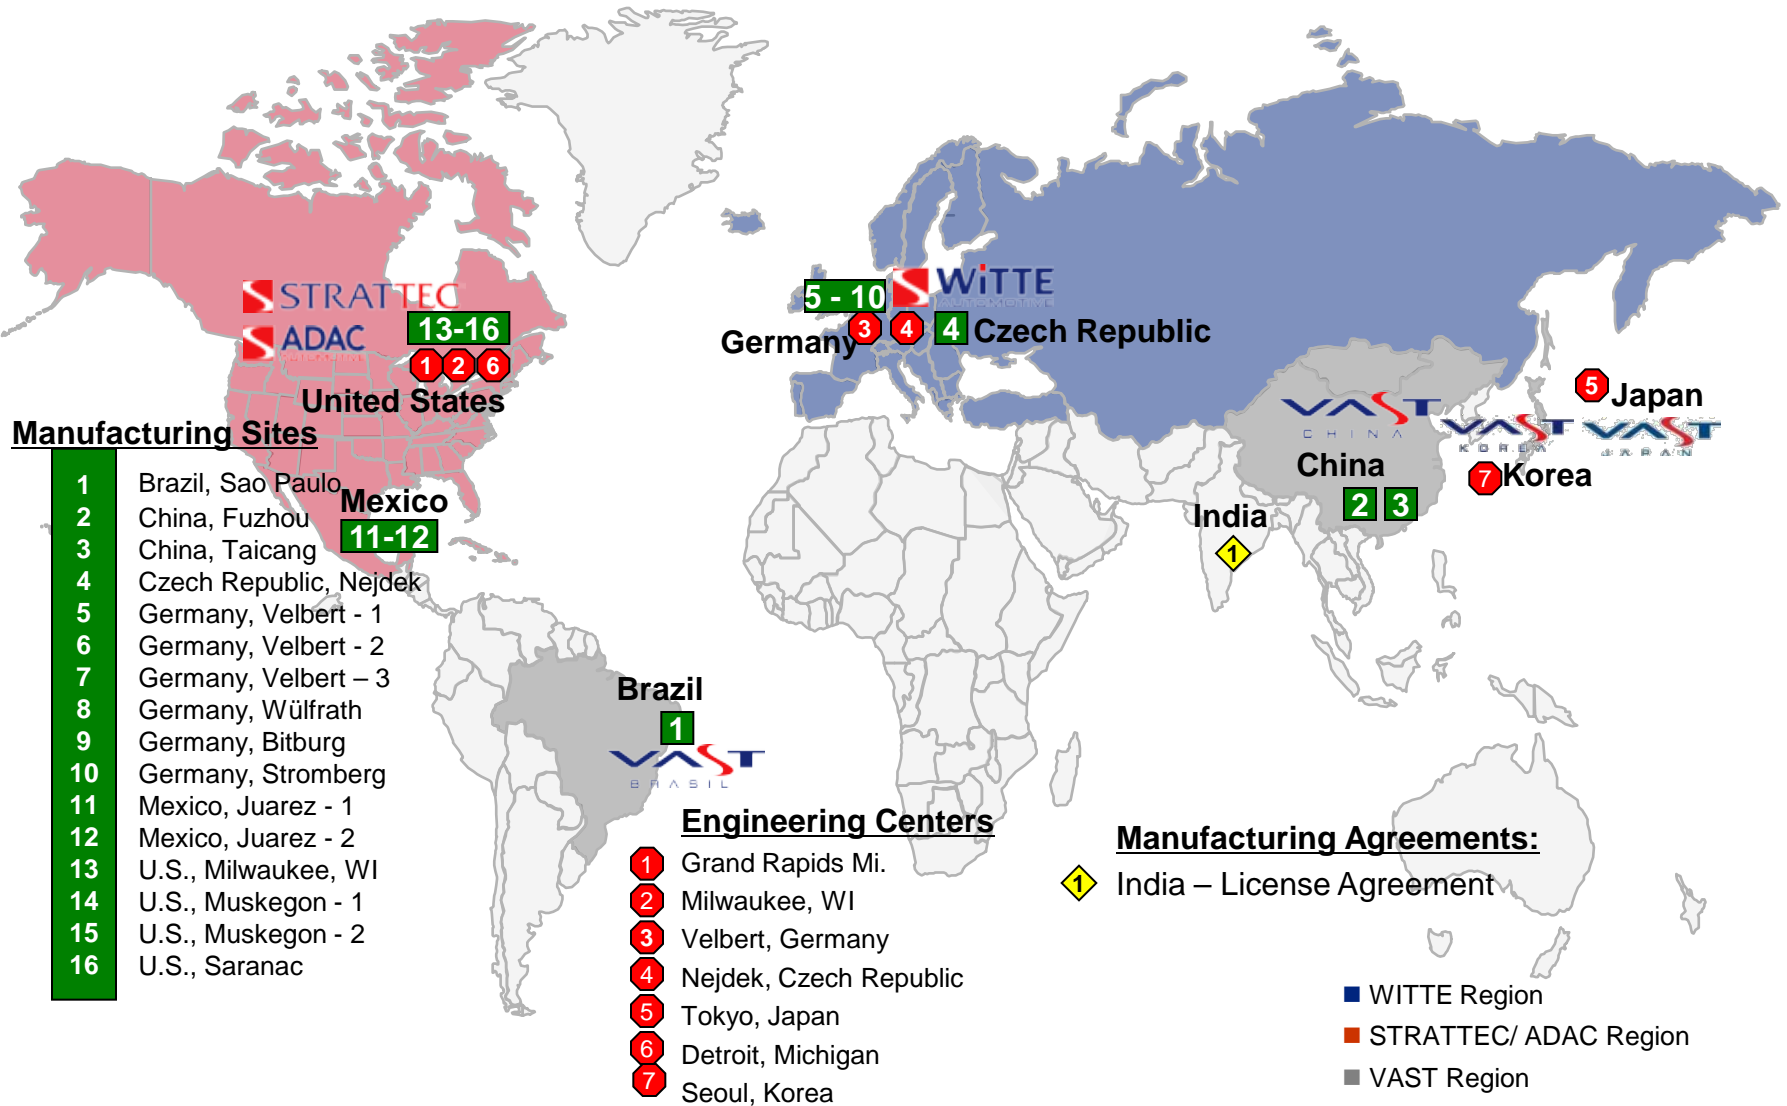 STRATTEC
ADAC
AUTOMOTIVE
13-16
1 2 6
United States
WiTTE
AUTOMOTIVE
5 - 10
3
4
4
Germany
Czech Republic
VAST
CHINA
China
2 3
5
Japan
VAST
KOREA
VAST
JAPAN
7
Korea
India
1
Mexico
11-12
Brazil
1
VAST
BRASIL
Manufacturing Sites
1 Brazil, Sao Paulo
2 China, Fuzhou
3 China, Taicang
4 Czech Republic, Nejdek
5 Germany, Velbert - 1
6 Germany, Velbert - 2
7 Germany, Velbert – 3
8 Germany, Wülfrath
9 Germany, Bitburg
10 Germany, Stromberg
11 Mexico, Juarez - 1
12 Mexico, Juarez - 2
13 U.S., Milwaukee, WI
14 U.S., Muskegon - 1
15 U.S., Muskegon - 2
16 U.S., Saranac
Engineering Centers
1 Grand Rapids Mi.
2 Milwaukee, WI
3 Velbert, Germany
4 Nejdek, Czech Republic
5 Tokyo, Japan
6 Detroit, Michigan
7 Seoul, Korea
Manufacturing Agreements:
1 India – License Agreement
WITTE Region
STRATTEC/ ADAC Region
VAST Region